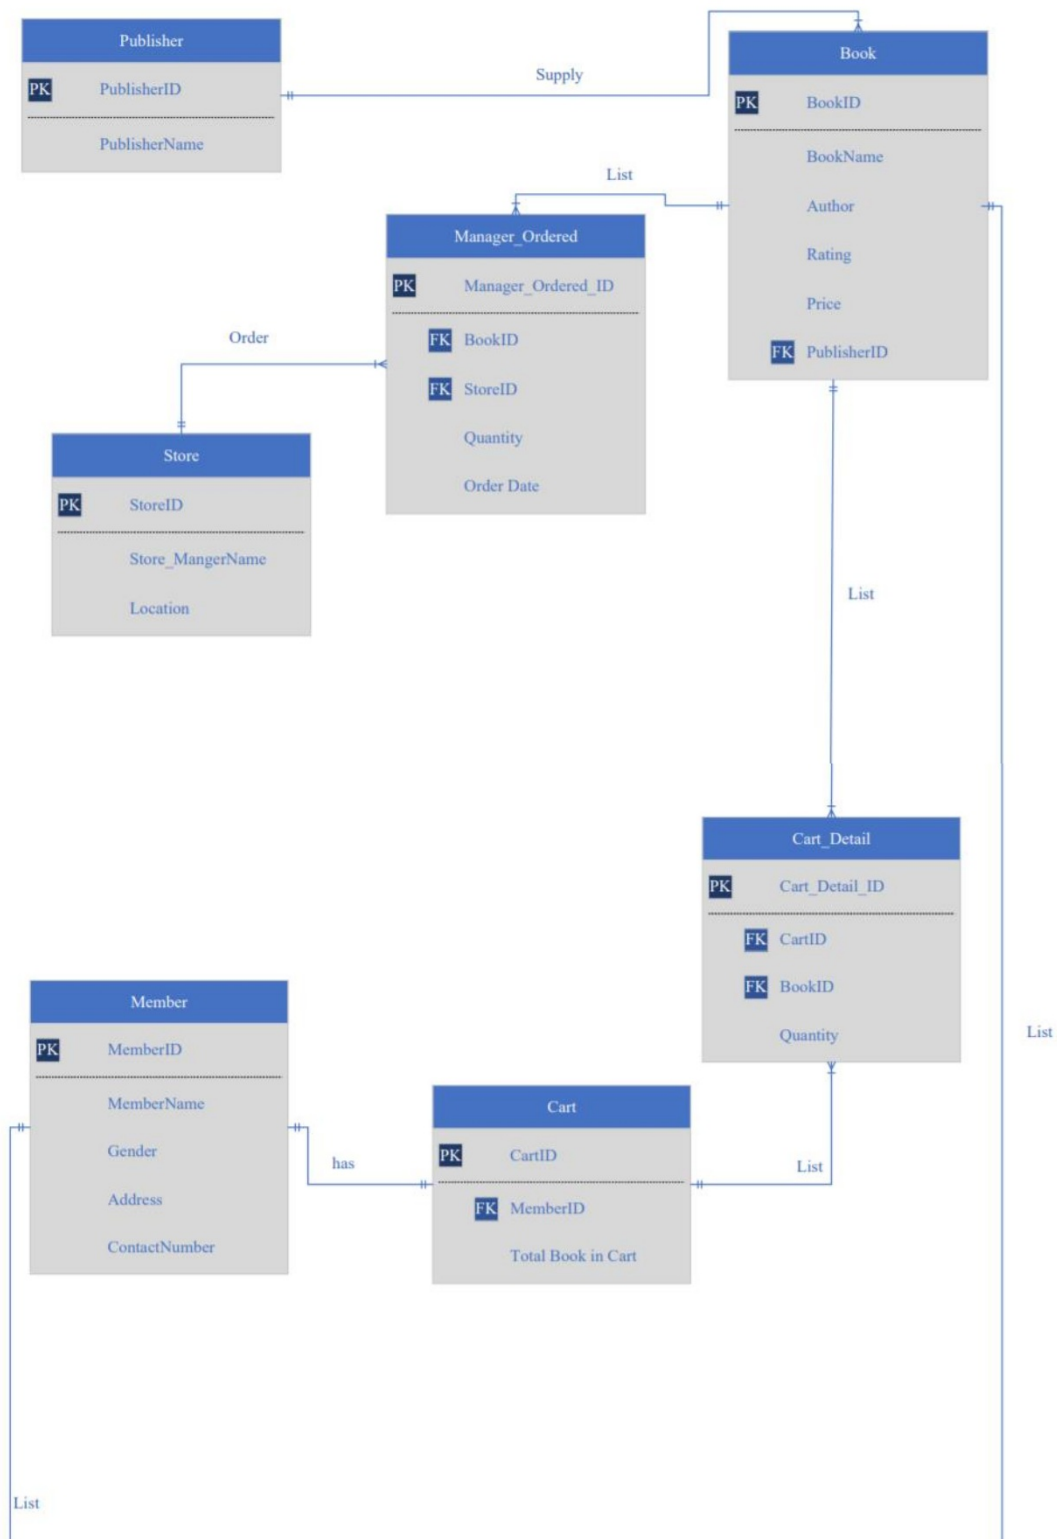 Publisher
PK PublisherID
PublisherName
Supply
Book
PK BookID
BookName
Author
Rating
Price
FK PublisherID
List
Manager_Ordered
PK Manager_Ordered_ID
FK BookID
FK StoreID
Quantity
Order Date
Order
Store
PK StoreID
Store_MangerName
Location
List
Cart_Detail
PK Cart_Detail_ID
FK CartID
FK BookID
Quantity
List
Member
PK MemberID
MemberName
Gender
Address
ContactNumber
has
Cart
PK CartID
FK MemberID
Total Book in Cart
List
List